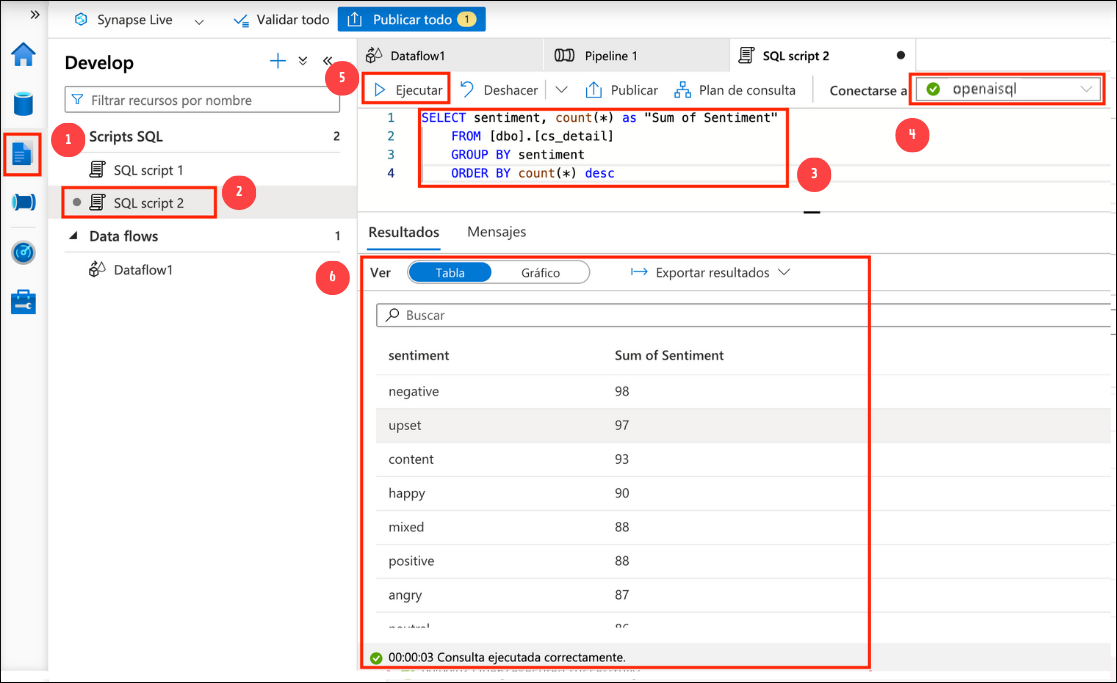 Synapse Live
Validar todo
Publicar todo 1
Develop
Filtrar recursos por nombre
1
Scripts SQL 2
SQL script 1
SQL script 2
2
Data flows 1
Dataflow1
Dataflow1
Pipeline 1
SQL script 2
5
Ejecutar
Deshacer
Publicar
Plan de consulta
Conectarse a
openaisql
4
1 SELECT sentiment, count(*) as "Sum of Sentiment"
2 FROM [dbo].[cs_detail]
3 GROUP BY sentiment
4 ORDER BY count(*) desc
3
Resultados
Mensajes
6
Ver
Tabla
Gráfico
Exportar resultados
Buscar
sentiment Sum of Sentiment
negative 98
upset 97
content 93
happy 90
mixed 88
positive 88
angry 87
neutral 86
00:00:03 Consulta ejecutada correctamente.